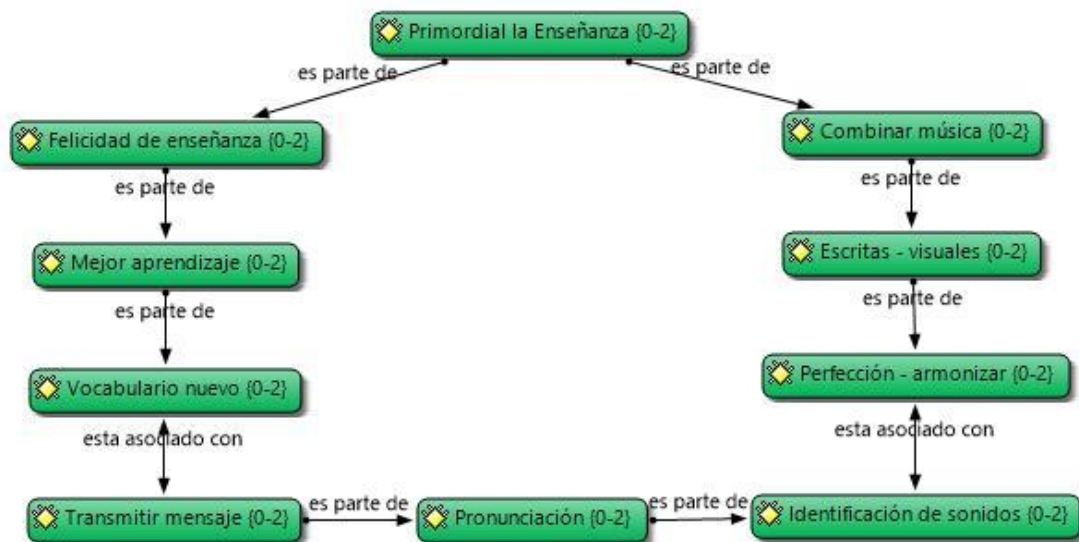 Primordial la Enseñanza {0-2}
es parte de
es parte de
Felicidad de enseñanza {0-2}
Combinar música {0-2}
es parte de
es parte de
Mejor aprendizaje {0-2}
Escritas - visuales {0-2}
es parte de
es parte de
Vocabulario nuevo {0-2}
Perfección - armonizar {0-2}
esta asociado con
esta asociado con
Transmitir mensaje {0-2}
es parte de
Pronunciación {0-2}
es parte de
Identificación de sonidos {0-2}